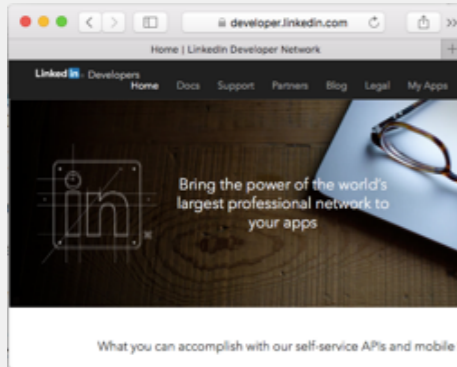 developer.linkedin.com
Home | LinkedIn Developer Network
Linked in Developers
Home Docs Support Partners Blog Legal My Apps
in
Bring the power of the world's
largest professional network to
your apps
What you can accomplish with our self-service APIs and mobile